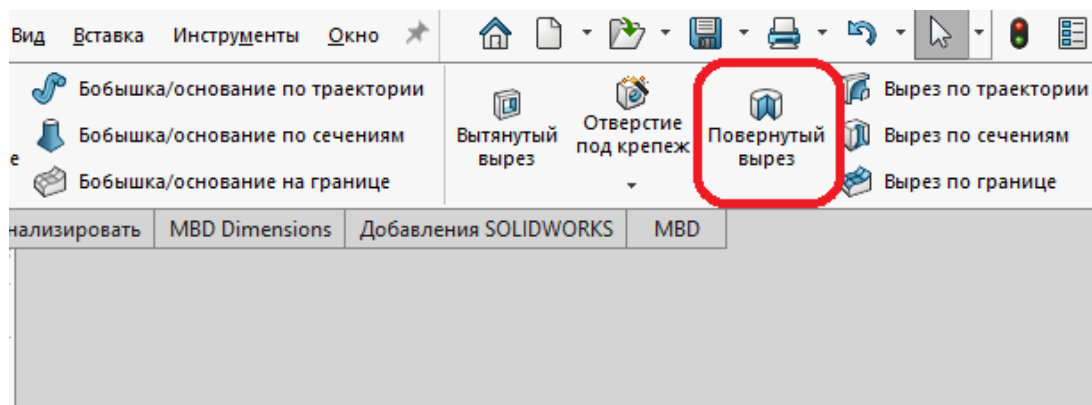 Вид Вставка Инструменты Окно
Бобышка/основание по траектории
Бобышка/основание по сечениям
е
Бобышка/основание на границе
Вытянутый
вырез
Отверстие
под крепеж
Повернутый
вырез
Вырез по траектории
Вырез по сечениям
Вырез по границе
нализировать MBD Dimensions Добавления SOLIDWORKS MBD